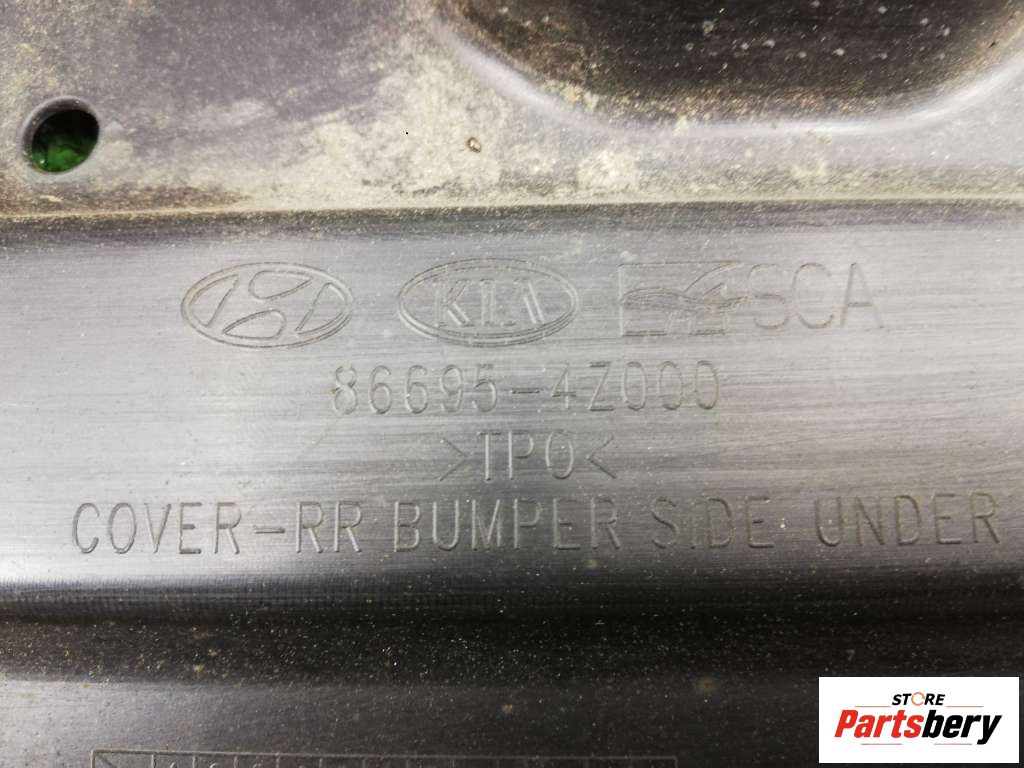 KIA SCA
86695-4Z000
>TPO<
COVER-RR BUMPER SIDE UNDER
STORE
Partsbery